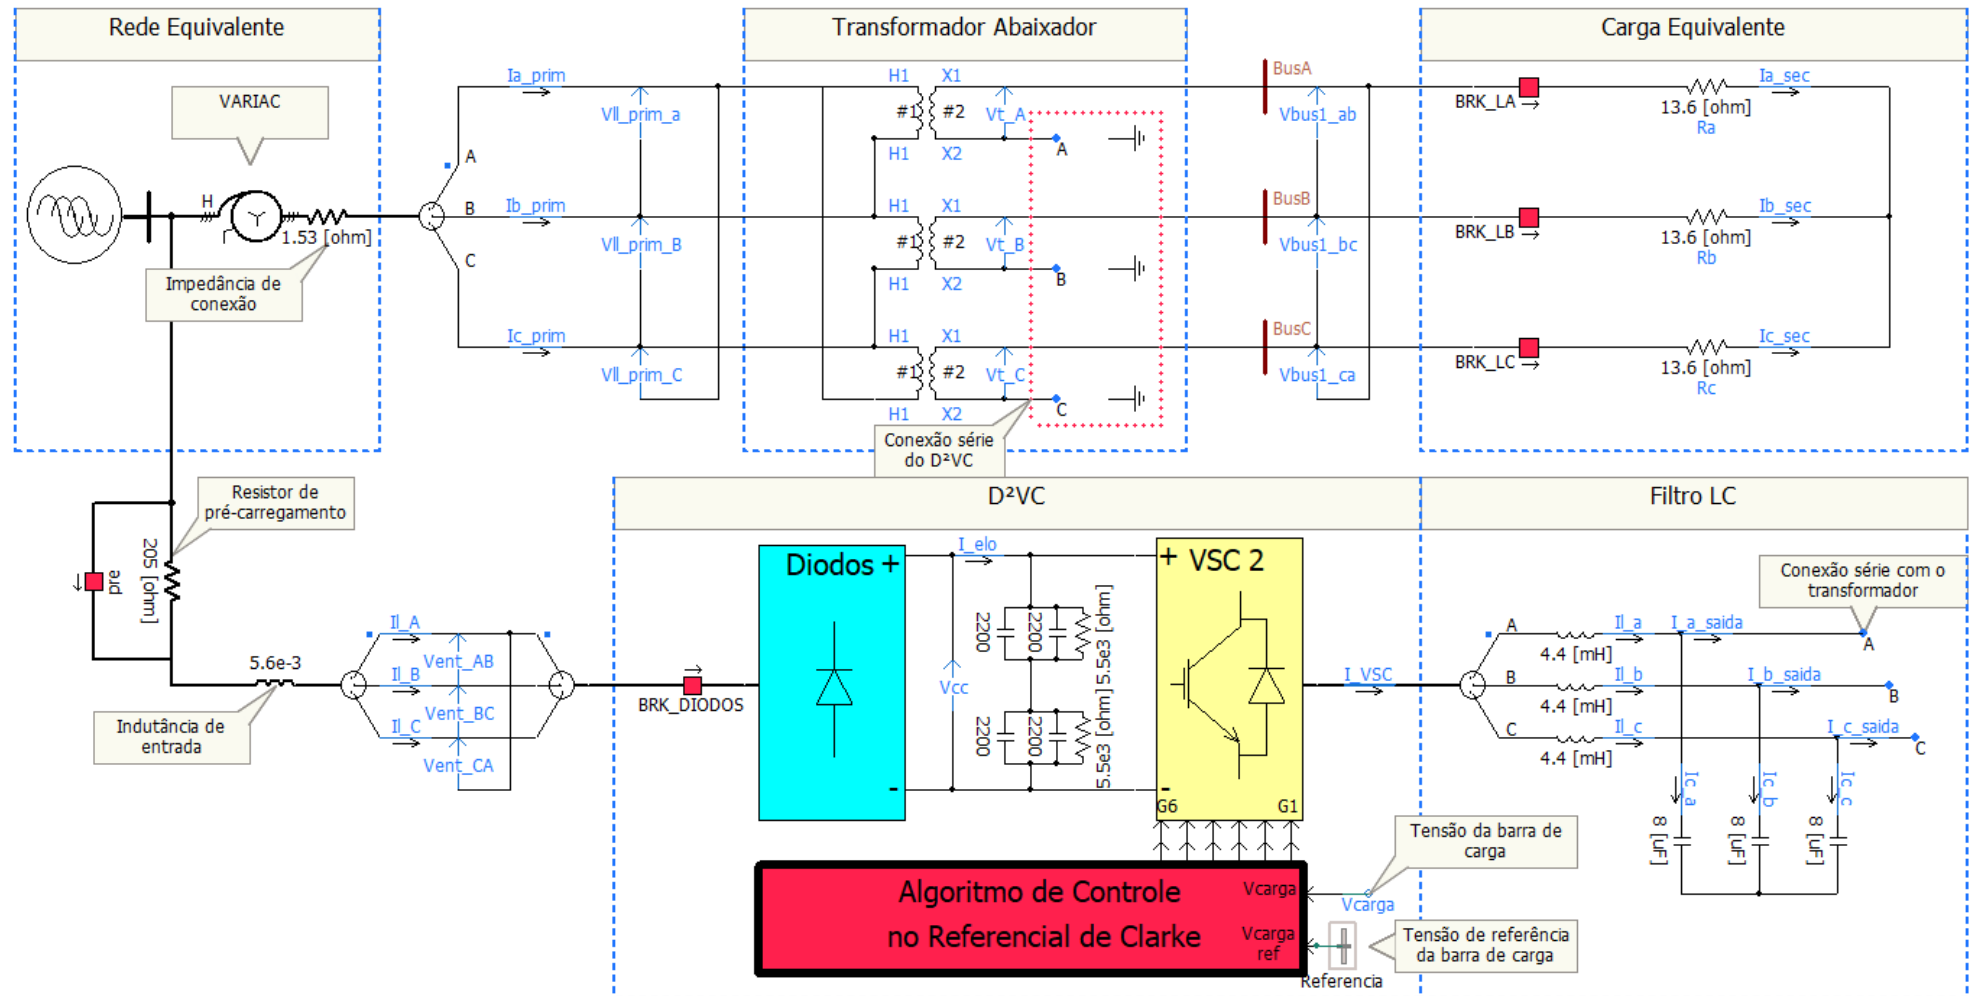 Rede Equivalente
Transformador Abaixador
Carga Equivalente
VARIAC
H
Y
1.53 [ohm]
Impedância de
conexão
A
B
C
Ia_prim
Ib_prim
Ic_prim
Vll_prim_a
Vll_prim_B
Vll_prim_C
H1 X1
#1 #2
H1 X2
Vt_A
A
H1 X1
#1 #2
H1 X2
Vt_B
B
H1 X1
#1 #2
H1 X2
Vt_C
C
Conexão série
do D²VC
BusA
Vbus1_ab
BusB
Vbus1_bc
BusC
Vbus1_ca
BRK_LA
13.6 [ohm]
Ra
Ia_sec
BRK_LB
13.6 [ohm]
Rb
Ib_sec
BRK_LC
13.6 [ohm]
Rc
Ic_sec
Resistor de
pré-carregamento
205 [ohm]
pre
5.6e-3
Indutância de
entrada
Il_A
Il_B
Il_C
Vent_AB
Vent_BC
Vent_CA
BRK_DIODOS
D²VC
Diodos +
-
I_elo
Vcc
2200
2200
5.5e3 [ohm]
2200
2200
5.5e3 [ohm]
+ VSC 2
-
G6 G1
I_VSC
Algoritmo de Controle
no Referencial de Clarke
Vcarga
Vcarga
ref
Vcarga
Referencia
Tensão da barra de
carga
Tensão de referência
da barra de carga
Filtro LC
Conexão série com o
transformador
A
B
C
4.4 [mH]
4.4 [mH]
4.4 [mH]
Il_a
Il_b
Il_c
I_a_saida
I_b_saida
I_c_saida
A
B
C
Ic_a
Ic_b
Ic_c
8 [uF]
8 [uF]
8 [uF]